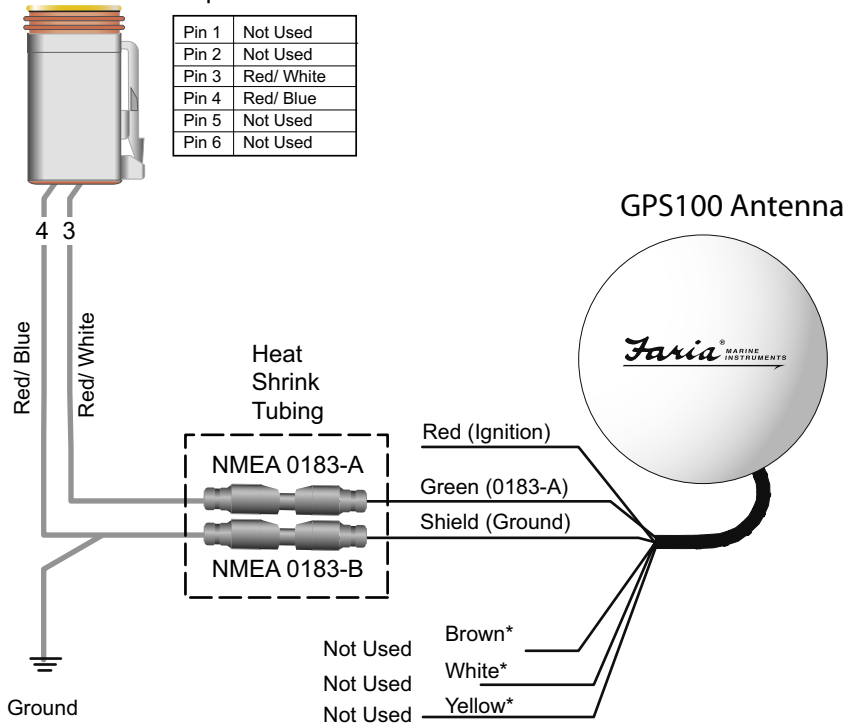 Pin 1 Not Used
Pin 2 Not Used
Pin 3 Red/ White
Pin 4 Red/ Blue
Pin 5 Not Used
Pin 6 Not Used
GPS100 Antenna
4 3
Red/ Blue
Red/ White
Faria® MARINE INSTRUMENTS
Heat
Shrink
Tubing
Red (Ignition)
NMEA 0183-A
Green (0183-A)
Shield (Ground)
NMEA 0183-B
Not Used Brown*
Not Used White*
Not Used Yellow*
Ground